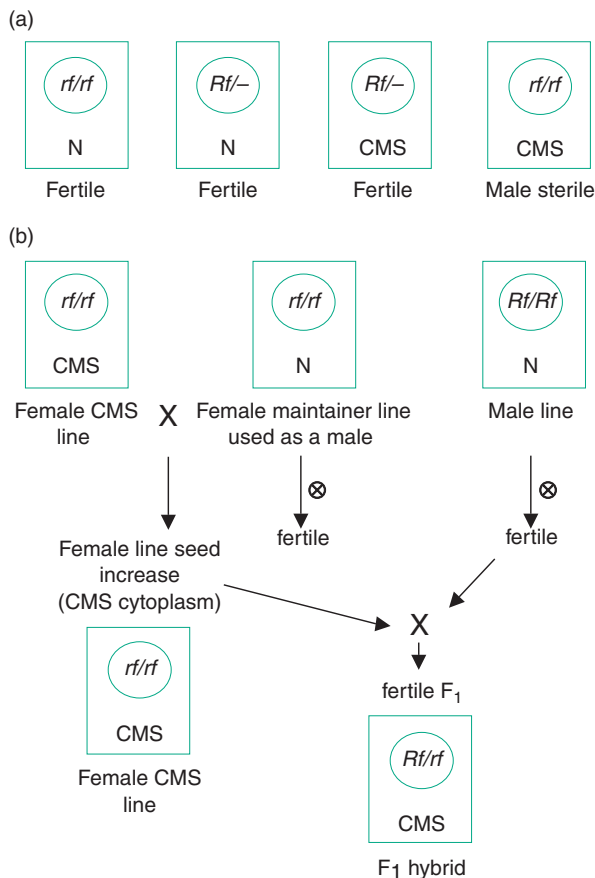 (a)
rf/rf
N
Fertile
Rf/–
N
Fertile
Rf/–
CMS
Fertile
rf/rf
CMS
Male sterile
(b)
rf/rf
CMS
Female CMS
line
X
rf/rf
N
Female maintainer line
used as a male
Rf/Rf
N
Male line
⊗
⊗
fertile
fertile
Female line seed
increase
(CMS cytoplasm)
X
rf/rf
CMS
Female CMS
line
fertile F1
Rf/rf
CMS
F1 hybrid